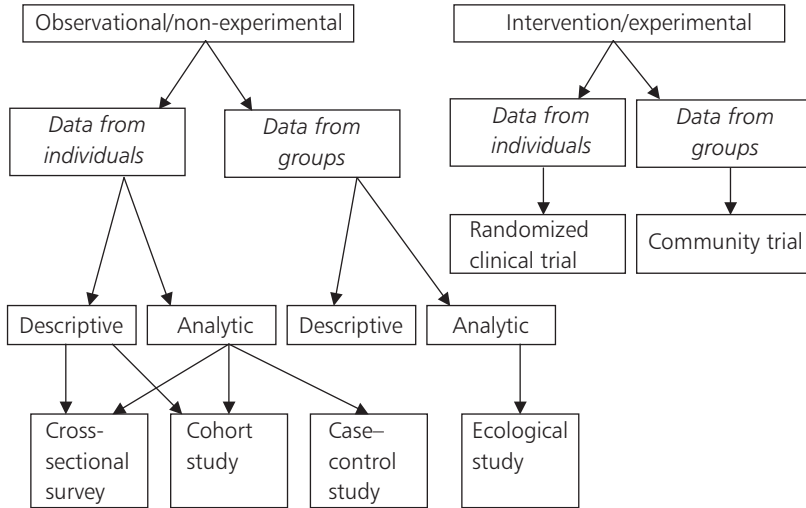 Observational/non-experimental
Intervention/experimental
Data from
individuals
Data from
groups
Data from
individuals
Data from
groups
Randomized
clinical trial
Community trial
Descriptive
Analytic
Descriptive
Analytic
Cross-
sectional
survey
Cohort
study
Case–
control
study
Ecological
study